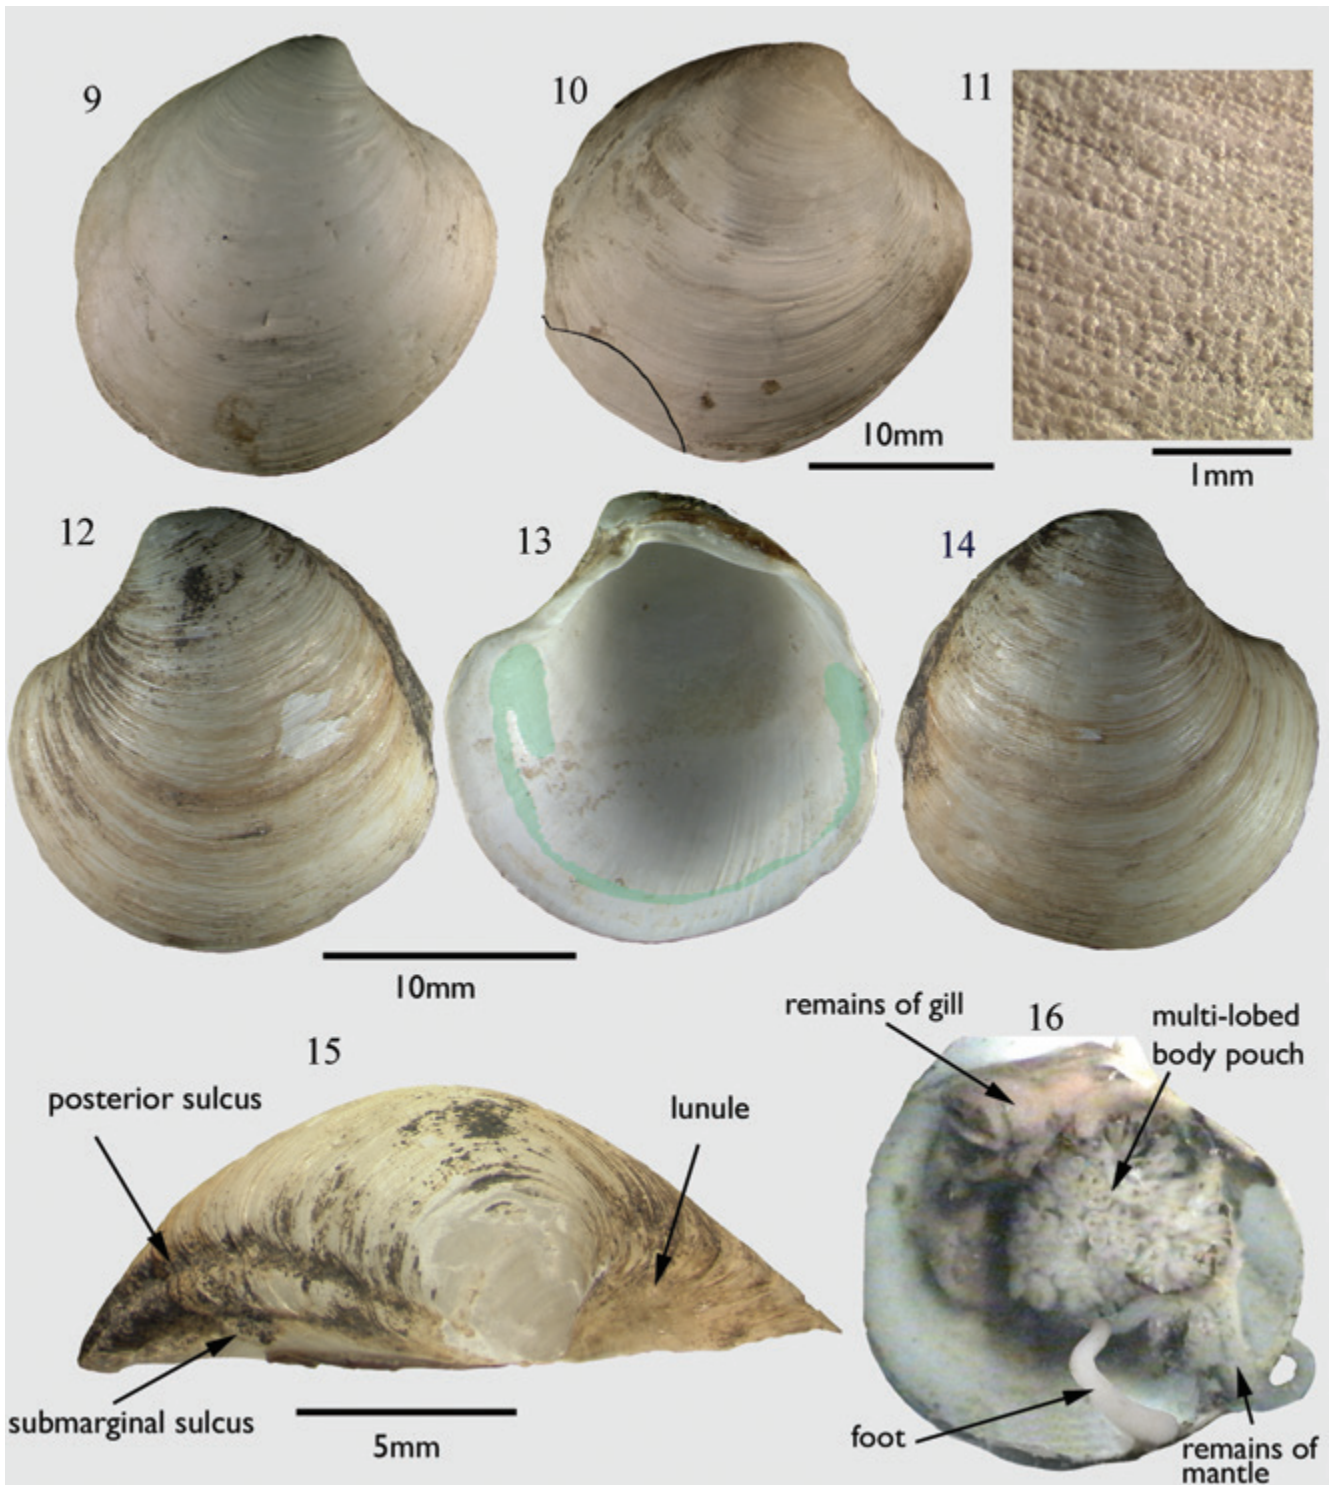 9
10
11
10mm
1mm
12
13
14
10mm
remains of gill
16
multi-lobed
body pouch
15
posterior sulcus
lunule
submarginal sulcus
5mm
foot
remains of
mantle